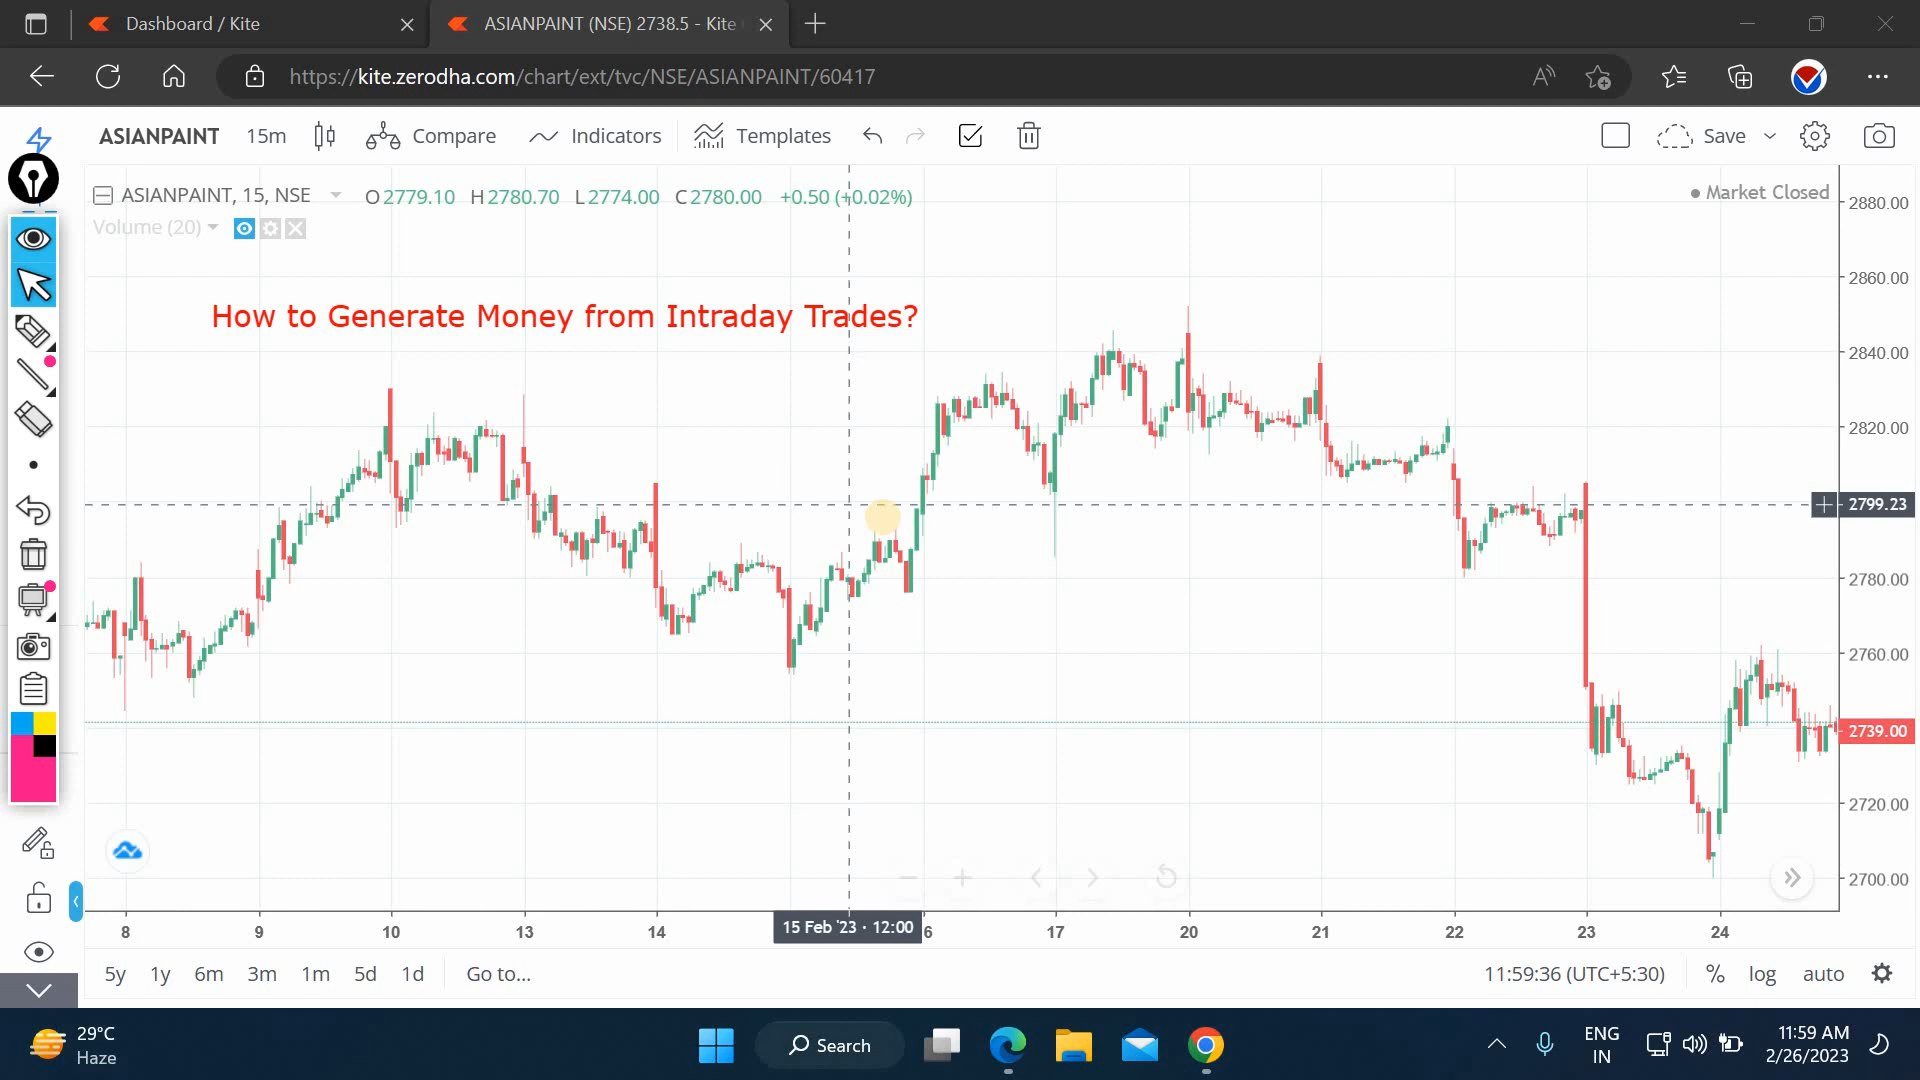 Dashboard / Kite
ASIANPAINT (NSE) 2738.5 - Kite
https://kite.zerodha.com/chart/ext/tvc/NSE/ASIANPAINT/60417
ASIANPAINT 15m Compare Indicators Templates Save
ASIANPAINT, 15, NSE O2779.10 H2780.70 L2774.00 C2780.00 +0.50 (+0.02%)
Market Closed
Volume (20)
How to Generate Money from Intraday Trades?
2880.00
2860.00
2840.00
2820.00
2799.23
2780.00
2760.00
2739.00
2720.00
2700.00
8 9 10 13 14 15 Feb '23 · 12:00 6 17 20 21 22 23 24
5y 1y 6m 3m 1m 5d 1d Go to... 11:59:36 (UTC+5:30) % log auto
29°C
Haze
Search
ENG
IN
11:59 AM
2/26/2023